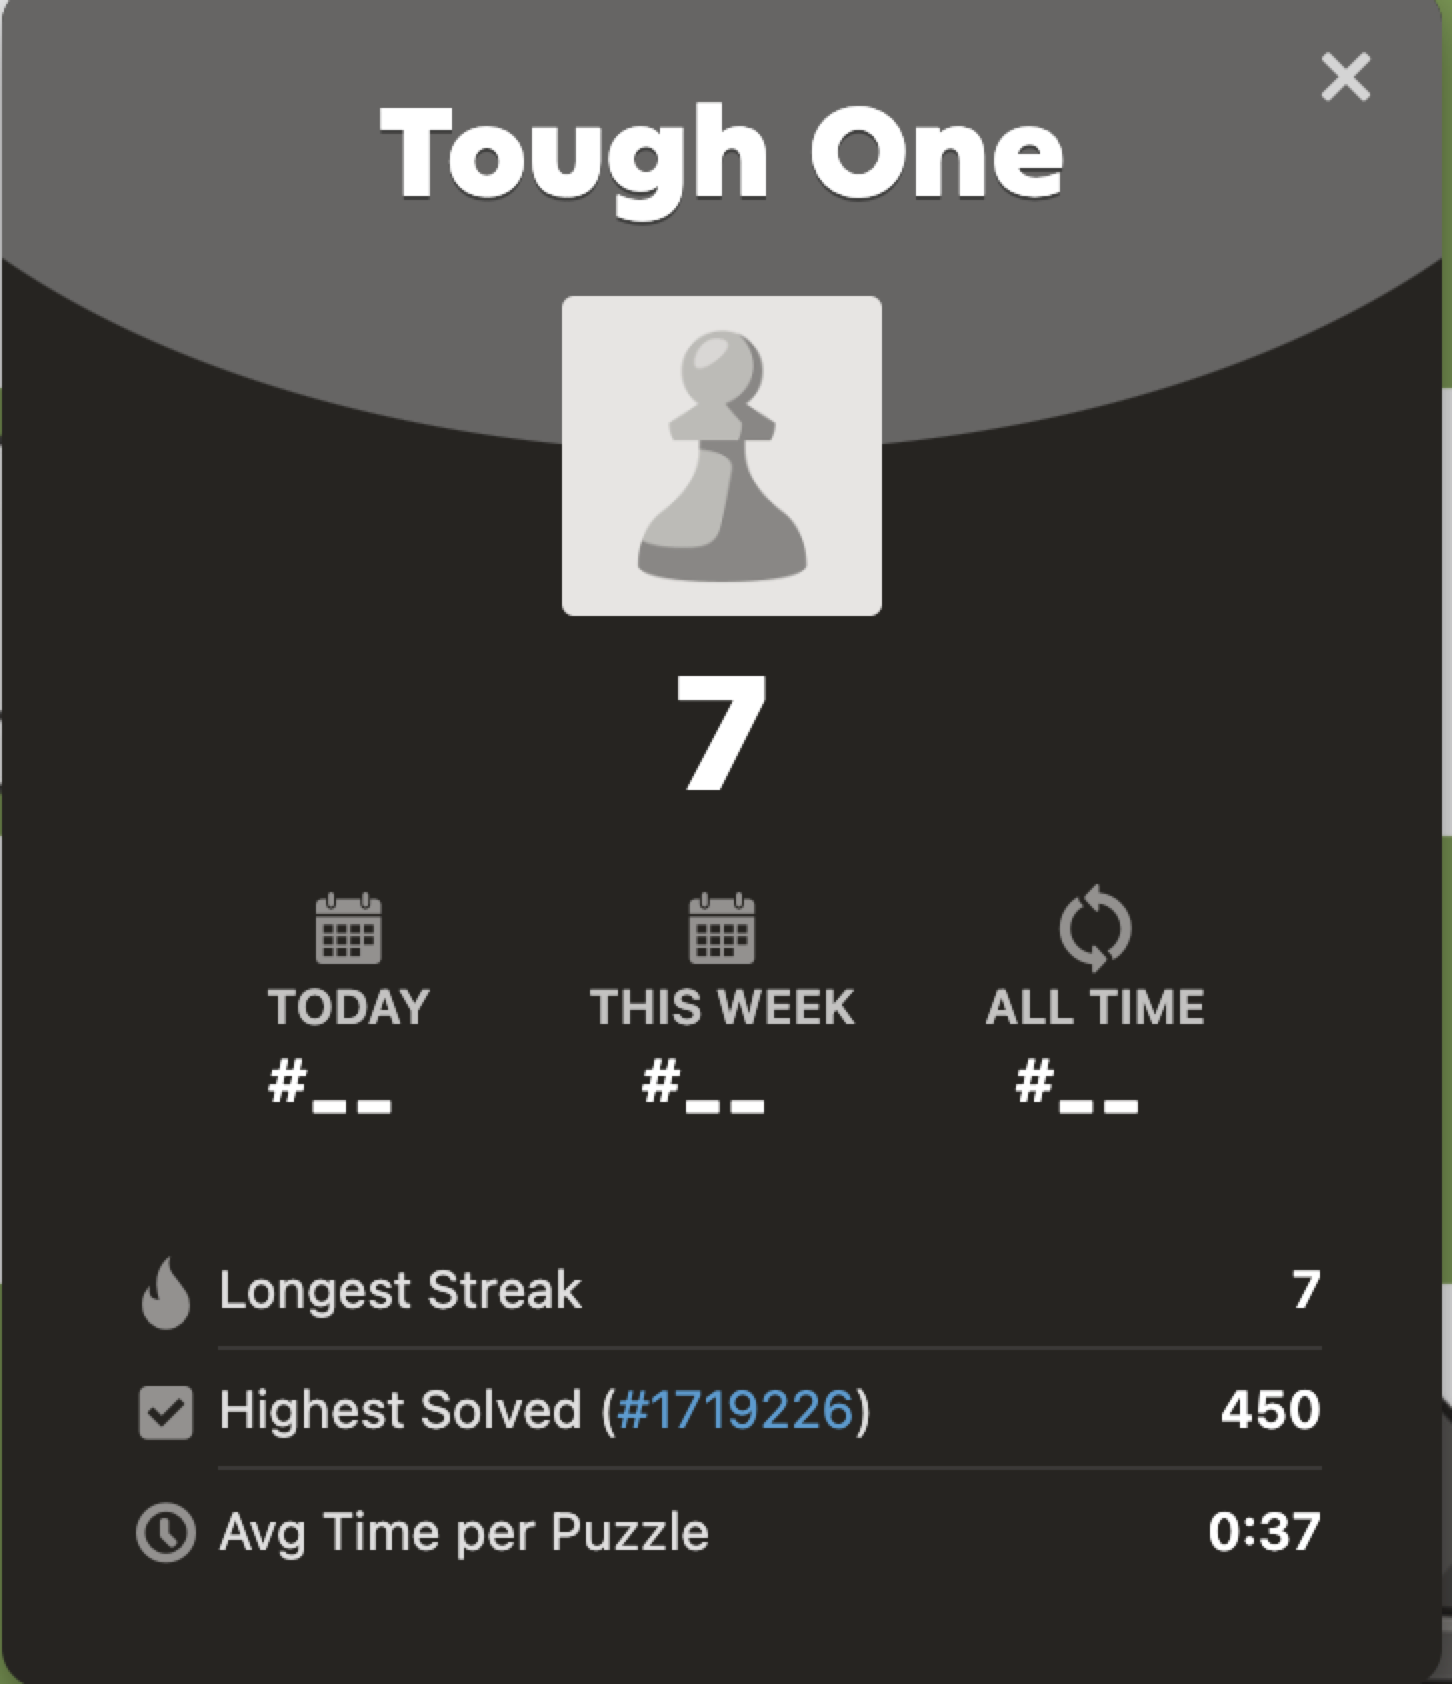 Tough One
7
TODAY THIS WEEK ALL TIME
#__ #__ #__
Longest Streak 7
Highest Solved (#1719226) 450
Avg Time per Puzzle 0:37